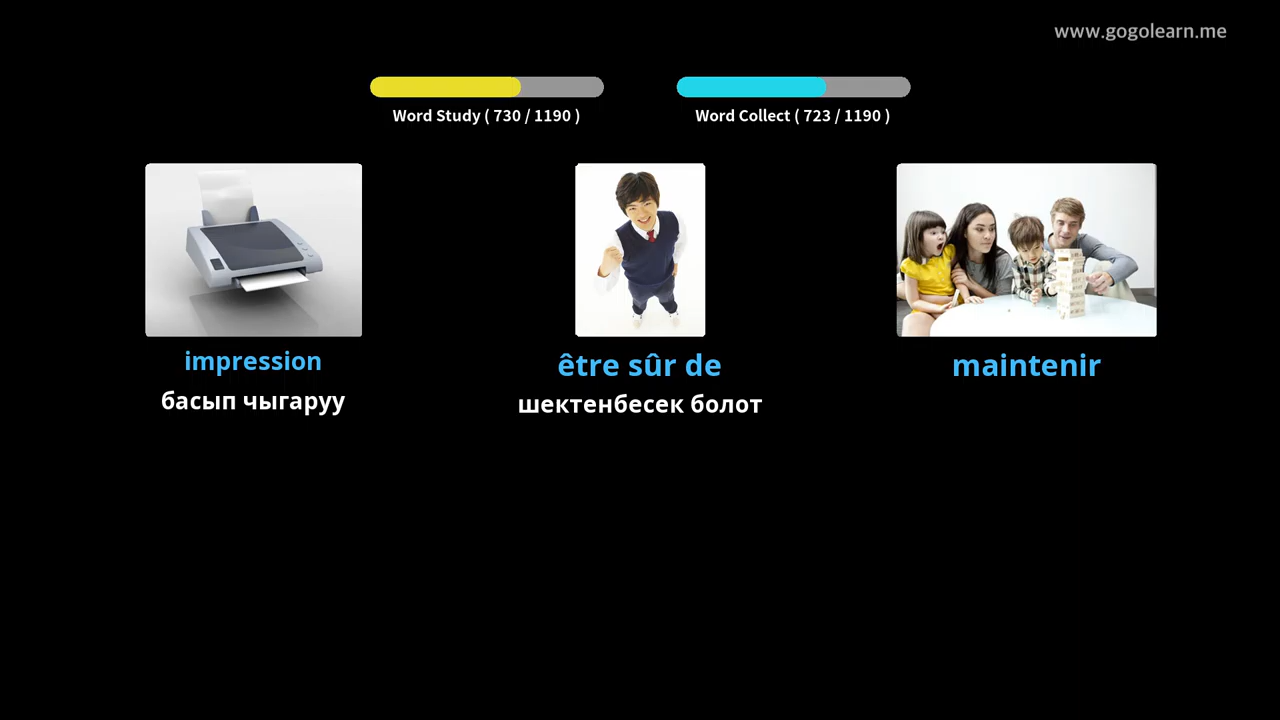 www.gogolearn.me
Word Study ( 730 / 1190 )
Word Collect ( 723 / 1190 )
impression
басып чыгаруу
être sûr de
шектенбесек болот
maintenir